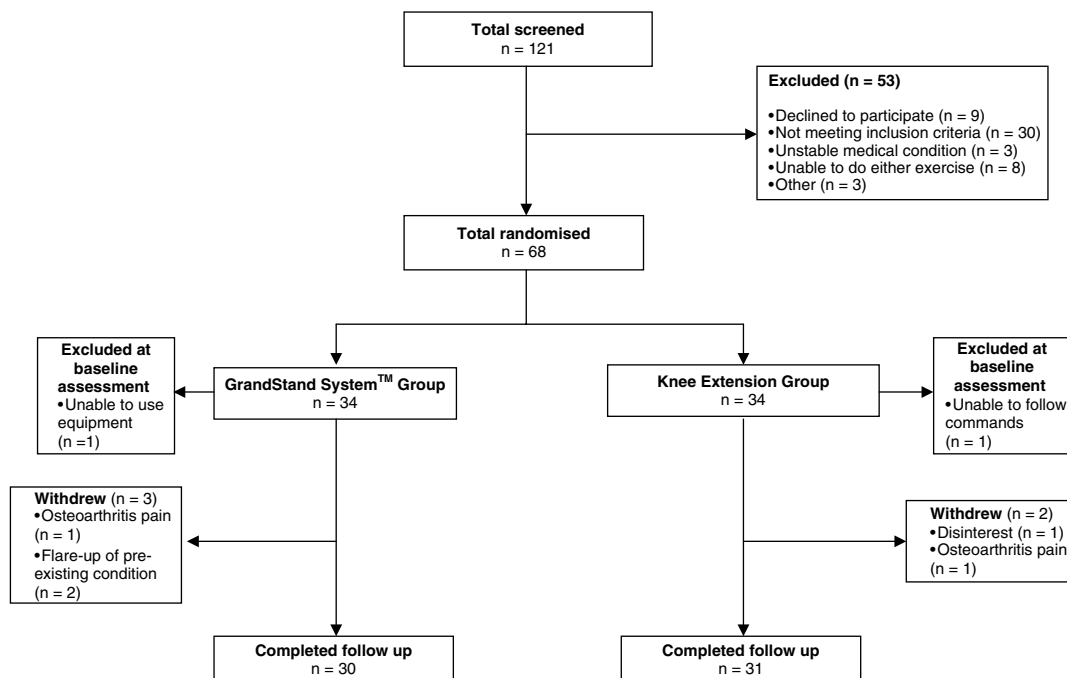 Total screened
n = 121
Excluded (n = 53)
•Declined to participate (n = 9)
•Not meeting inclusion criteria (n = 30)
•Unstable medical condition (n = 3)
•Unable to do either exercise (n = 8)
•Other (n = 3)
Total randomised
n = 68
Excluded at
baseline
assessment
•Unable to use
equipment
(n =1)
GrandStand System™ Group
n = 34
Knee Extension Group
n = 34
Excluded at
baseline
assessment
•Unable to follow
commands
(n = 1)
Withdrew (n = 3)
•Osteoarthritis pain
(n = 1)
•Flare-up of pre-
existing condition
(n = 2)
Withdrew (n = 2)
•Disinterest (n = 1)
•Osteoarthritis pain
(n = 1)
Completed follow up
n = 30
Completed follow up
n = 31